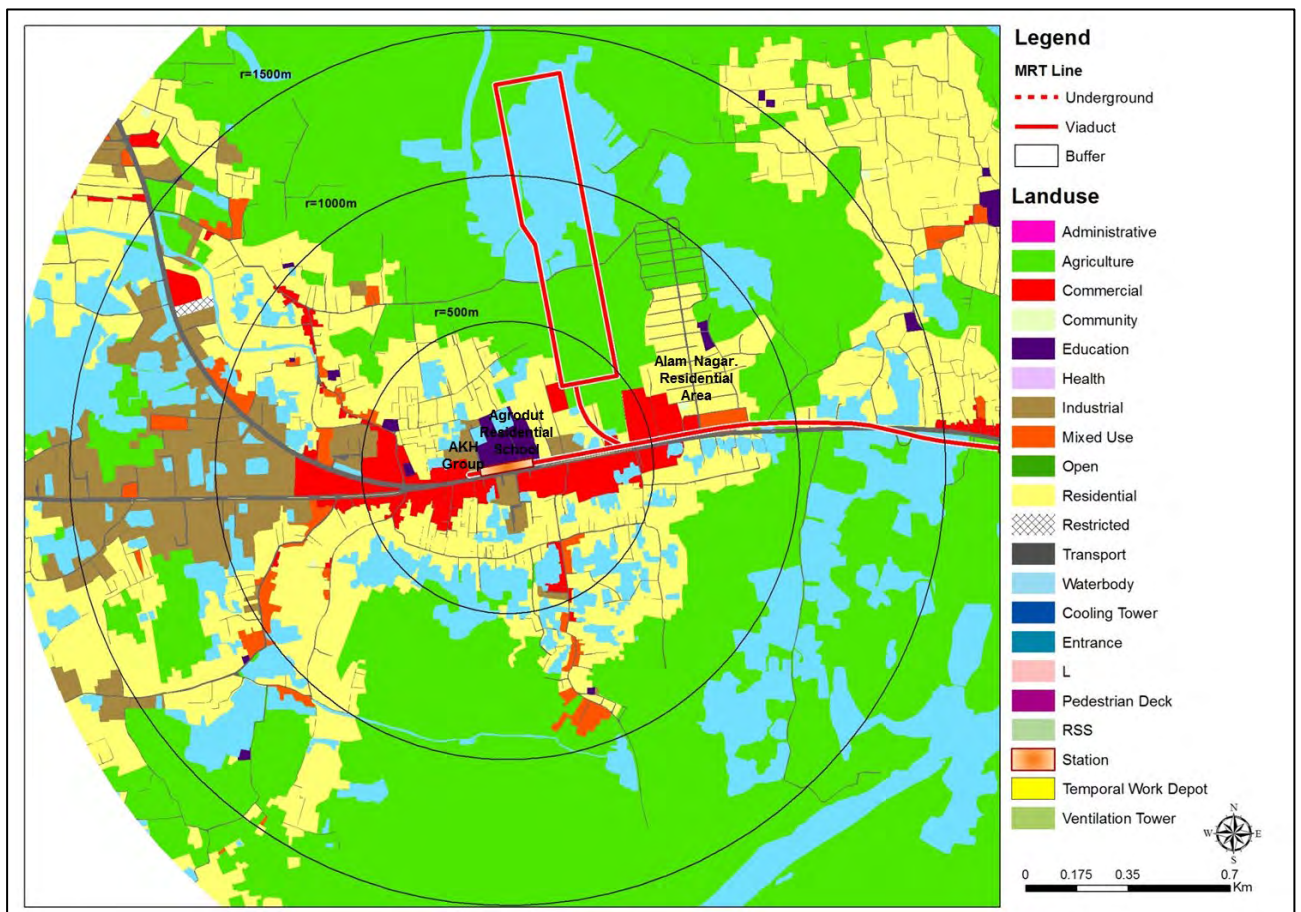 r=1500m
r=1000m
r=500m
Alam Nagar.
Residential
Area
Agrodut
Residential
School
AKH
Group
Legend
MRT Line
Underground
Viaduct
Buffer
Landuse
Administrative
Agriculture
Commercial
Community
Education
Health
Industrial
Mixed Use
Open
Residential
Restricted
Transport
Waterbody
Cooling Tower
Entrance
L
Pedestrian Deck
RSS
Station
Temporal Work Depot
Ventilation Tower
N
W E
S
0 0.175 0.35 0.7
Km